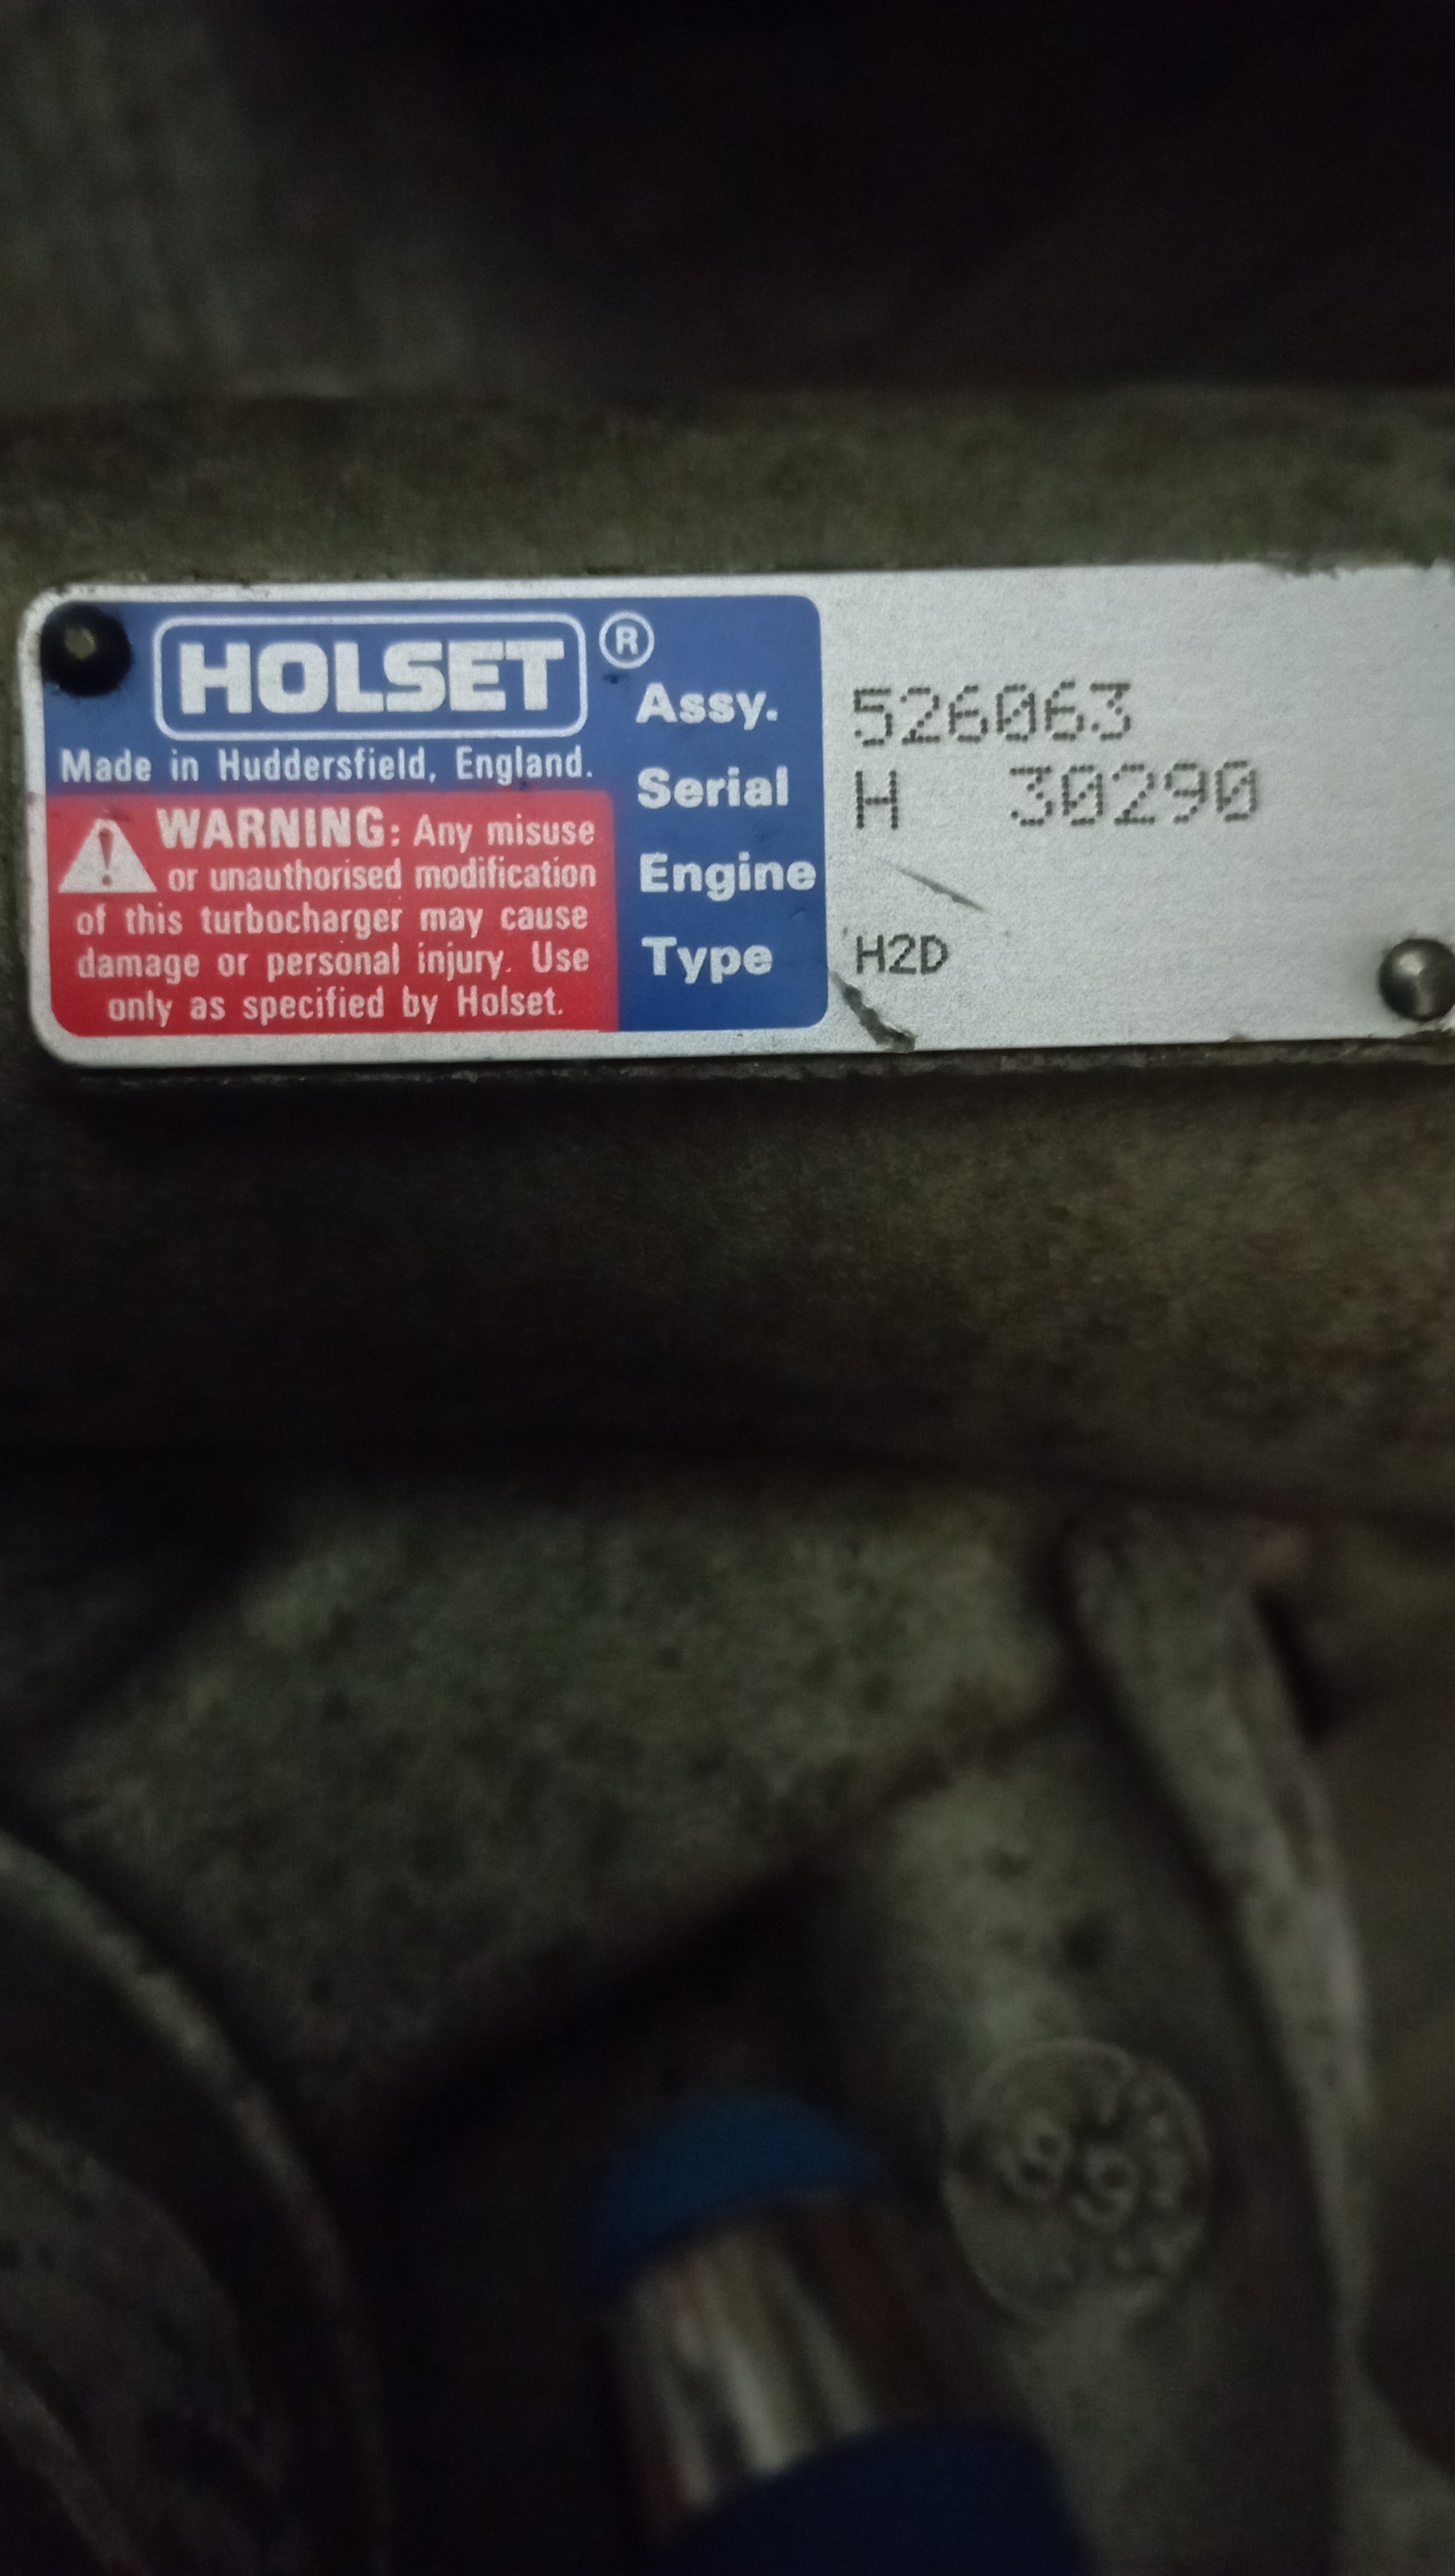 HOLSET ®
Made in Huddersfield, England.
WARNING: Any misuse
or unauthorised modification
of this turbocharger may cause
damage or personal injury. Use
only as specified by Holset.
Assy. 526063
Serial H 30290
Engine
Type H2D